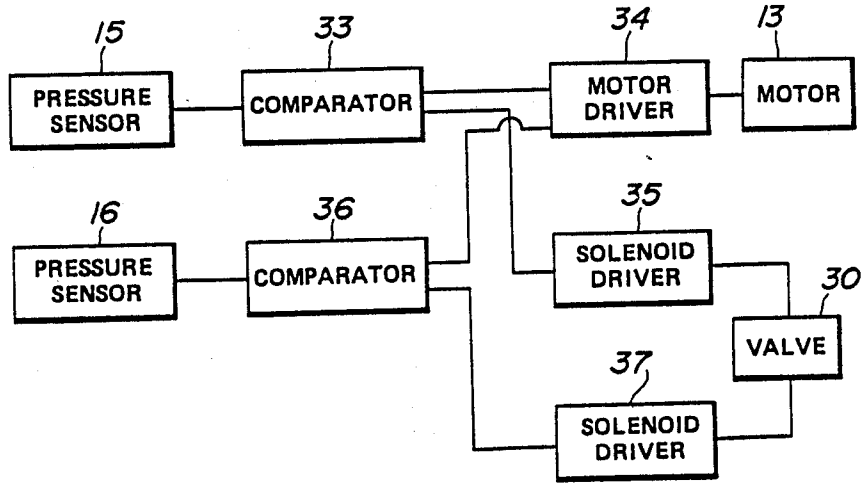 15
33
34
13
PRESSURE
SENSOR
COMPARATOR
MOTOR
DRIVER
MOTOR
16
36
35
PRESSURE
SENSOR
COMPARATOR
SOLENOID
DRIVER
30
VALVE
37
SOLENOID
DRIVER